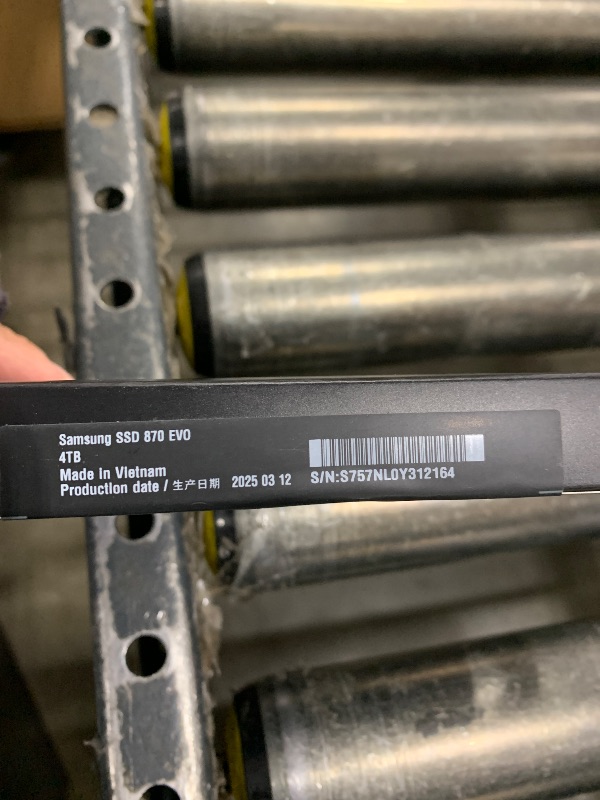 Samsung SSD 870 EVO
4TB
Made In Vietnam
Production date / 生产日期 2025 03 12
S/N:S757NL0Y312164